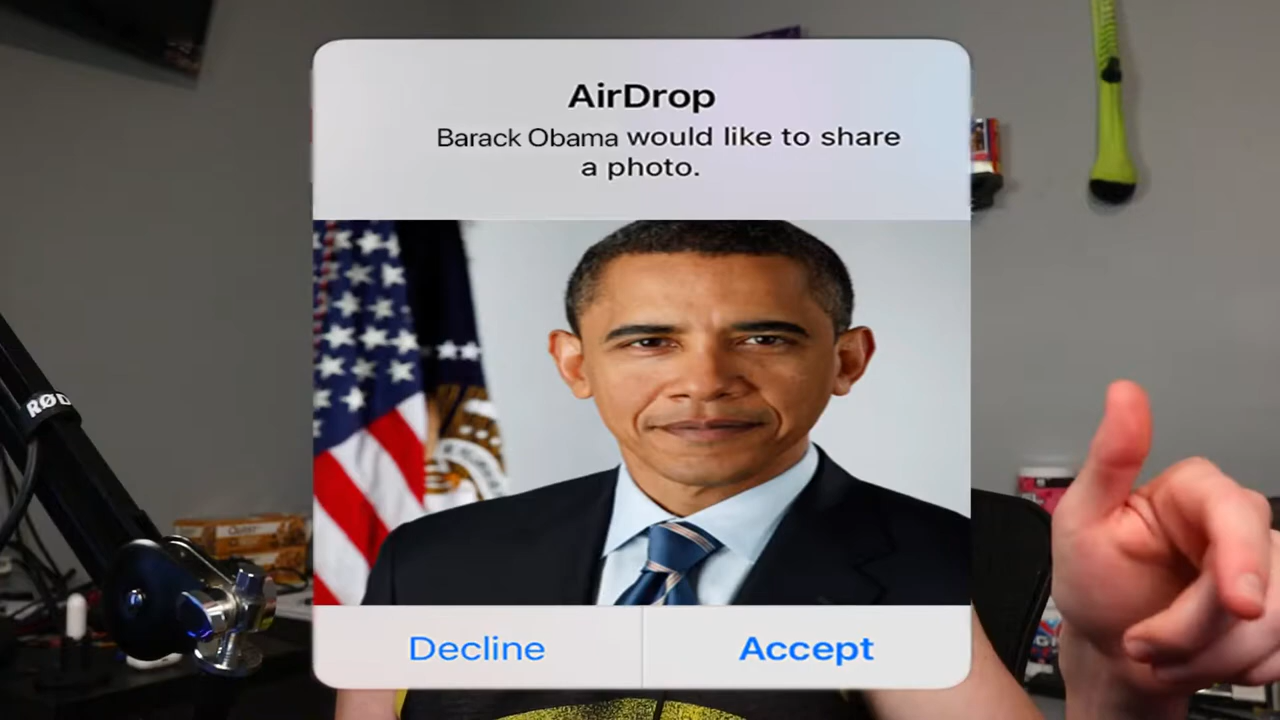 AirDrop
Barack Obama would like to share
a photo.
RØD
Decline
Accept